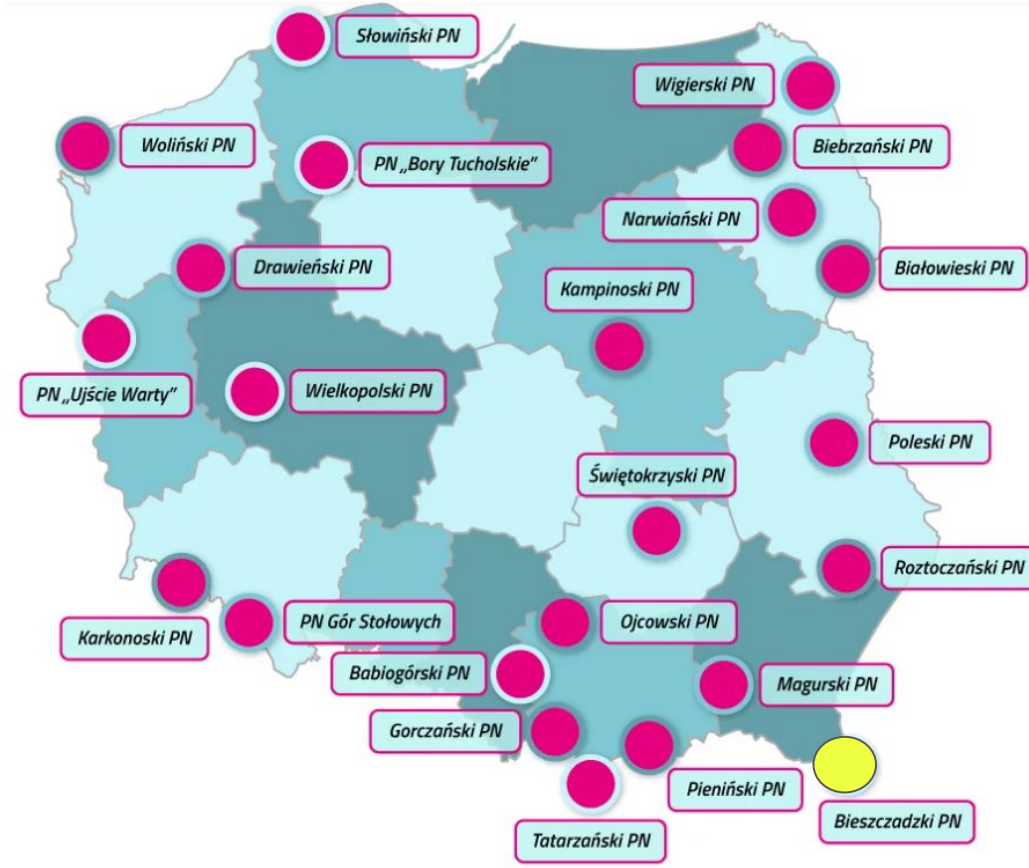 Słowiński PN
Wigierski PN
Woliński PN
Biebrzański PN
PN „Bory Tucholskie”
Narwiański PN
Drawieński PN
Białowieski PN
Kampinoski PN
PN „Ujście Warty”
Wielkopolski PN
Poleski PN
Świętokrzyski PN
Roztoczański PN
Karkonoski PN
PN Gór Stołowych
Ojcowski PN
Babiogórski PN
Magurski PN
Gorczański PN
Pieniński PN
Bieszczadzki PN
Tatarzański PN